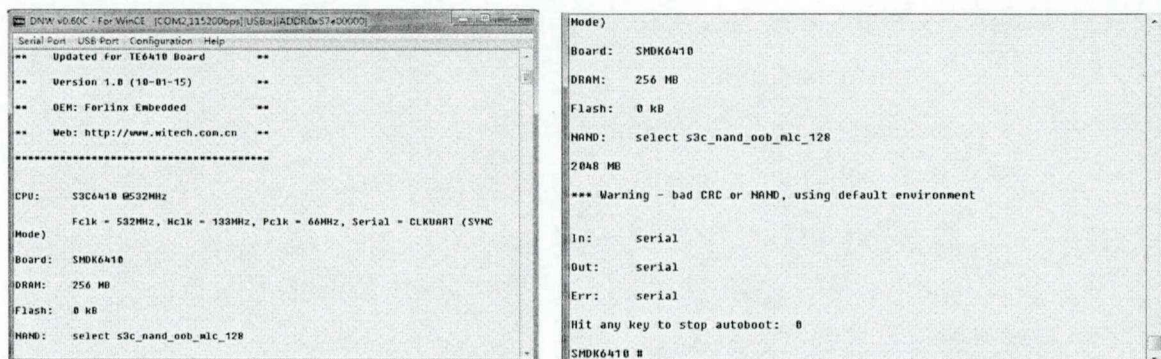 DNW v0.60C - For WinCE [COM2,115200bps][USB:x][ADDR:0x57e00000]
Serial Port USB Port Configuration Help
** Updated for TE6410 Board **
** Version 1.0 (10-01-15) **
** OEM: Forlinx Embedded **
** Web: http://www.witech.com.cn **
****************************************
CPU: S3C6410 @532MHz
Fclk = 532MHz, Hclk = 133MHz, Pclk = 66MHz, Serial = CLKUART (SYNC
Mode)
Board: SMDK6410
DRAM: 256 MB
Flash: 0 kB
NAND: select s3c_nand_oob_mlc_128
Mode)
Board: SMDK6410
DRAM: 256 MB
Flash: 0 kB
NAND: select s3c_nand_oob_mlc_128
2048 MB
*** Warning - bad CRC or NAND, using default environment
In: serial
Out: serial
Err: serial
Hit any key to stop autoboot: 0
SMDK6410 #